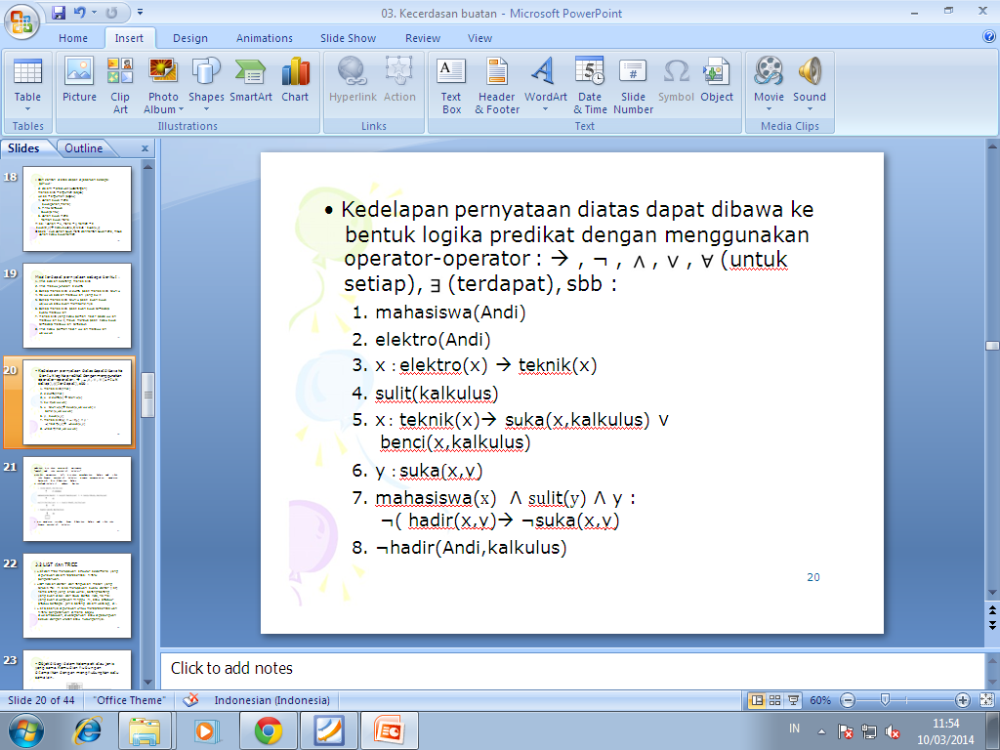 03. Kecerdasan buatan - Microsoft PowerPoint
Home Insert Design Animations Slide Show Review View
Table Picture Clip Art Photo Album Shapes SmartArt Chart Hyperlink Action Text Box Header & Footer WordArt Date & Time Slide Number Symbol Object Movie Sound
Tables Illustrations Links Text Media Clips
Slides Outline x
18
19
20
21
22
2.2 LIST dan TREE
23
• Kedelapan pernyataan diatas dapat dibawa ke
bentuk logika predikat dengan menggunakan
operator-operator : → , ¬ , ∧ , ∨ , ∀ (untuk
setiap), ∃ (terdapat), sbb :
1. mahasiswa(Andi)
2. elektro(Andi)
3. x : elektro(x) → teknik(x)
4. sulit(kalkulus)
5. x : teknik(x)→ suka(x,kalkulus) ∨
benci(x,kalkulus)
6. y : suka(x,y)
7. mahasiswa(x) ∧ sulit(y) ∧ y :
¬( hadir(x,y)→ ¬suka(x,y)
8. ¬hadir(Andi,kalkulus)
20
Click to add notes
Slide 20 of 44 "Office Theme" Indonesian (Indonesia) 60%
IN 11:54
10/03/2014